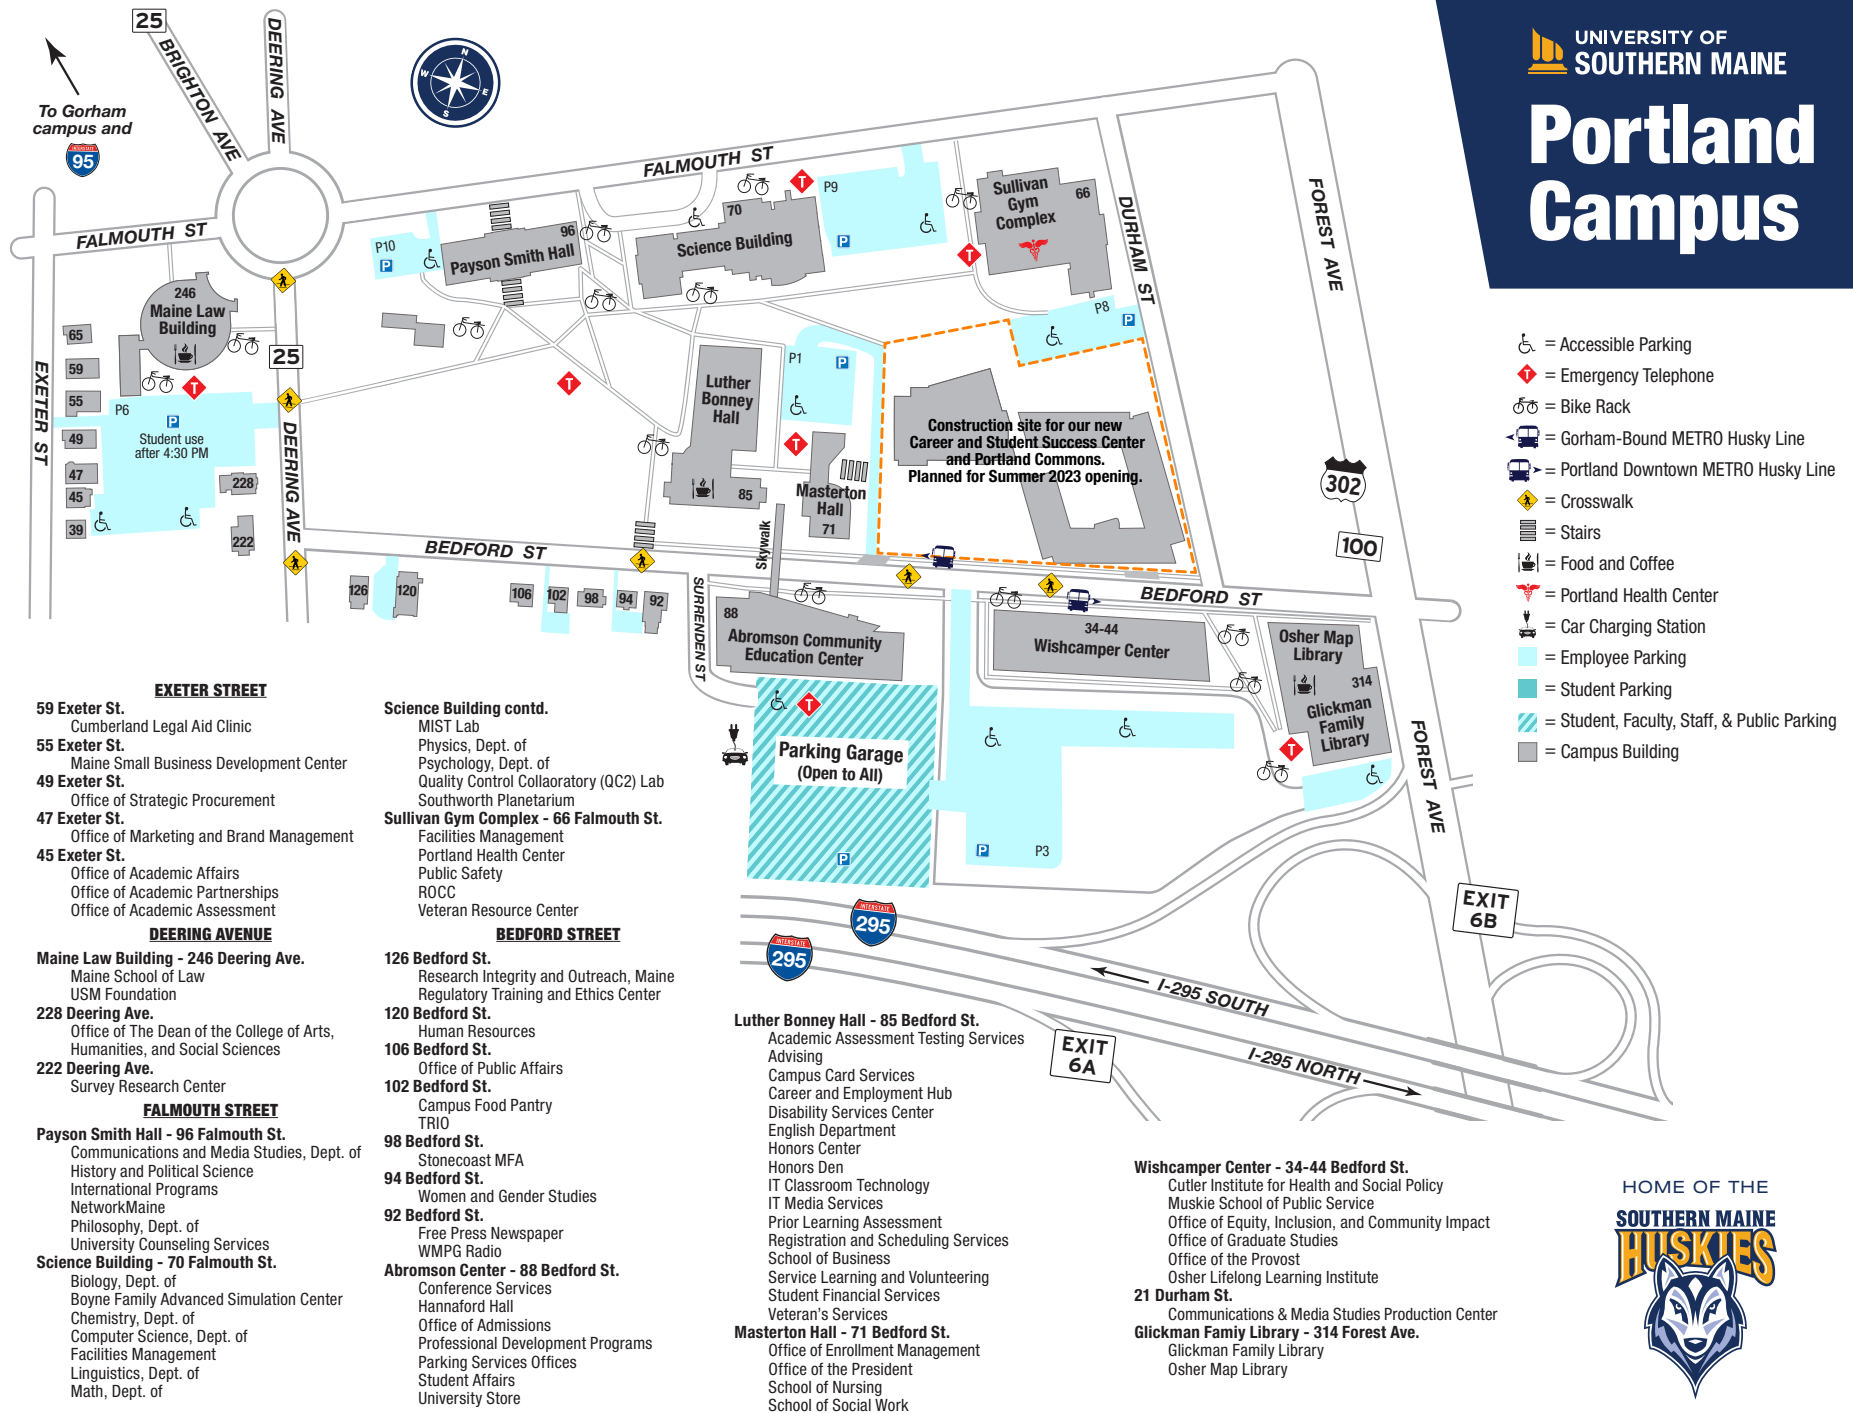 UNIVERSITY OF
SOUTHERN MAINE
Portland
Campus
25
BRIGHTON AVE
DEERING AVE
To Gorham
campus and
INTERSTATE
95
N
W
E
S
FALMOUTH ST
FALMOUTH ST
EXETER ST
25
DEERING AVE
DURHAM ST
FOREST AVE
302
100
FOREST AVE
BEDFORD ST
BEDFORD ST
SURRENDEN ST
Skywalk
246
Maine Law
Building
65
59
55
49
47
45
39
T
P6
P
Student use
after 4:30 PM
228
222
P10
P
96
Payson Smith Hall
70
Science Building
T
P9
P
Sullivan
Gym
Complex
66
T
P8
P
T
Luther
Bonney
Hall
85
P1
P
T
Masterton
Hall
71
Construction site for our new
Career and Student Success Center
and Portland Commons.
Planned for Summer 2023 opening.
126
120
106
102
98
94
92
88
Abromson Community
Education Center
34-44
Wishcamper Center
Osher Map
Library
314
Glickman
Family
Library
T
T
Parking Garage
(Open to All)
P
P
P3
INTERSTATE
295
INTERSTATE
295
I-295 SOUTH
I-295 NORTH
EXIT
6A
EXIT
6B
= Accessible Parking
T = Emergency Telephone
= Bike Rack
= Gorham-Bound METRO Husky Line
= Portland Downtown METRO Husky Line
= Crosswalk
= Stairs
= Food and Coffee
= Portland Health Center
= Car Charging Station
= Employee Parking
= Student Parking
= Student, Faculty, Staff, & Public Parking
= Campus Building
EXETER STREET
59 Exeter St.
Cumberland Legal Aid Clinic
55 Exeter St.
Maine Small Business Development Center
49 Exeter St.
Office of Strategic Procurement
47 Exeter St.
Office of Marketing and Brand Management
45 Exeter St.
Office of Academic Affairs
Office of Academic Partnerships
Office of Academic Assessment
DEERING AVENUE
Maine Law Building - 246 Deering Ave.
Maine School of Law
USM Foundation
228 Deering Ave.
Office of The Dean of the College of Arts,
Humanities, and Social Sciences
222 Deering Ave.
Survey Research Center
FALMOUTH STREET
Payson Smith Hall - 96 Falmouth St.
Communications and Media Studies, Dept. of
History and Political Science
International Programs
NetworkMaine
Philosophy, Dept. of
University Counseling Services
Science Building - 70 Falmouth St.
Biology, Dept. of
Boyne Family Advanced Simulation Center
Chemistry, Dept. of
Computer Science, Dept. of
Facilities Management
Linguistics, Dept. of
Math, Dept. of
Science Building contd.
MIST Lab
Physics, Dept. of
Psychology, Dept. of
Quality Control Collaoratory (QC2) Lab
Southworth Planetarium
Sullivan Gym Complex - 66 Falmouth St.
Facilities Management
Portland Health Center
Public Safety
ROCC
Veteran Resource Center
BEDFORD STREET
126 Bedford St.
Research Integrity and Outreach, Maine
Regulatory Training and Ethics Center
120 Bedford St.
Human Resources
106 Bedford St.
Office of Public Affairs
102 Bedford St.
Campus Food Pantry
TRIO
98 Bedford St.
Stonecoast MFA
94 Bedford St.
Women and Gender Studies
92 Bedford St.
Free Press Newspaper
WMPG Radio
Abromson Center - 88 Bedford St.
Conference Services
Hannaford Hall
Office of Admissions
Professional Development Programs
Parking Services Offices
Student Affairs
University Store
Luther Bonney Hall - 85 Bedford St.
Academic Assessment Testing Services
Advising
Campus Card Services
Career and Employment Hub
Disability Services Center
English Department
Honors Center
Honors Den
IT Classroom Technology
IT Media Services
Prior Learning Assessment
Registration and Scheduling Services
School of Business
Service Learning and Volunteering
Student Financial Services
Veteran's Services
Masterton Hall - 71 Bedford St.
Office of Enrollment Management
Office of the President
School of Nursing
School of Social Work
Wishcamper Center - 34-44 Bedford St.
Cutler Institute for Health and Social Policy
Muskie School of Public Service
Office of Equity, Inclusion, and Community Impact
Office of Graduate Studies
Office of the Provost
Osher Lifelong Learning Institute
21 Durham St.
Communications & Media Studies Production Center
Glickman Famiy Library - 314 Forest Ave.
Glickman Family Library
Osher Map Library
HOME OF THE
SOUTHERN MAINE
HUSKIES